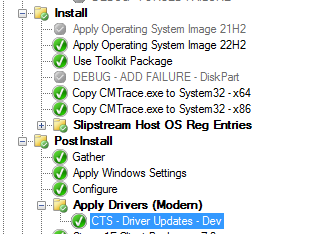 Install
Apply Operating System Image 21H2
Apply Operating System Image 22H2
Use Toolkit Package
DEBUG - ADD FAILURE - DiskPart
Copy CMTrace.exe to System32 - x64
Copy CMTrace.exe to System32 - x86
Slipstream Host OS Reg Entries
PostInstall
Gather
Apply Windows Settings
Configure
Apply Drivers (Modern)
CTS - Driver Updates - Dev